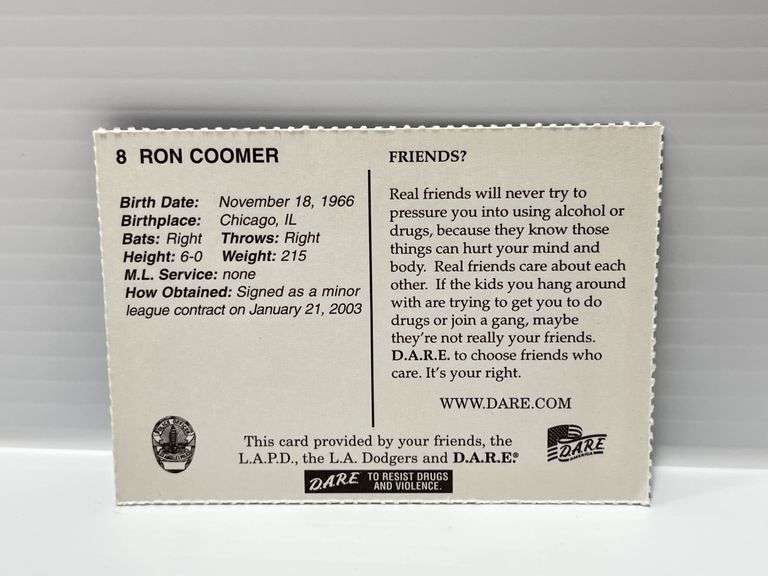 8 RON COOMER
Birth Date: November 18, 1966
Birthplace: Chicago, IL
Bats: Right Throws: Right
Height: 6-0 Weight: 215
M.L. Service: none
How Obtained: Signed as a minor
league contract on January 21, 2003
FRIENDS?
Real friends will never try to
pressure you into using alcohol or
drugs, because they know those
things can hurt your mind and
body. Real friends care about each
other. If the kids you hang around
with are trying to get you to do
drugs or join a gang, maybe
they're not really your friends.
D.A.R.E. to choose friends who
care. It's your right.
WWW.DARE.COM
This card provided by your friends, the
L.A.P.D., the L.A. Dodgers and D.A.R.E.®
D.A.R.E
D.A.R.E TO RESIST DRUGS
AND VIOLENCE.